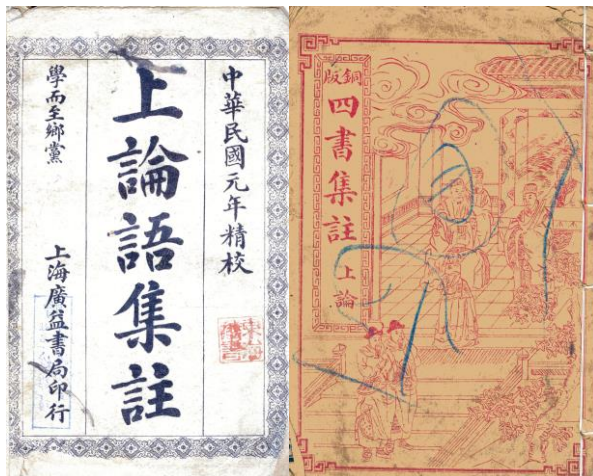 中華民國元年精校
上論語集註
學而至鄉黨
上海廣益書局印行
銅版
四書集註
上論